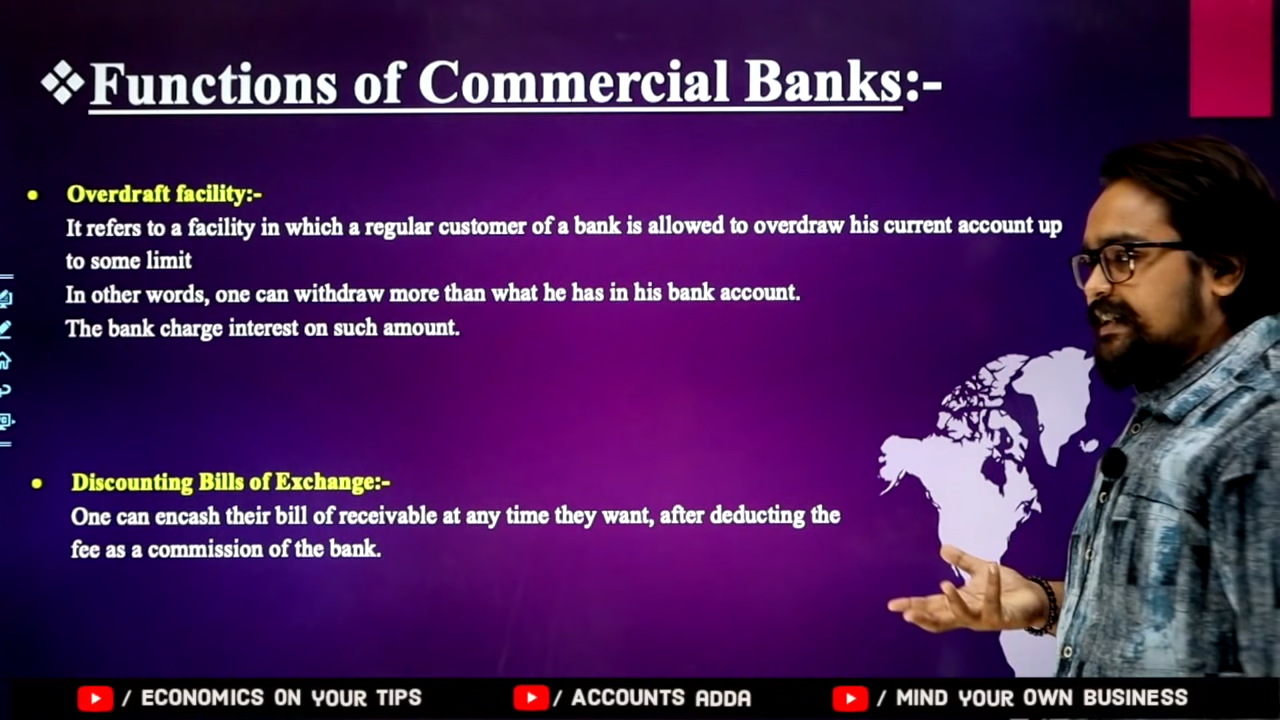 ❖Functions of Commercial Banks:-
• Overdraft facility:-
It refers to a facility in which a regular customer of a bank is allowed to overdraw his current account up
to some limit
In other words, one can withdraw more than what he has in his bank account.
The bank charge interest on such amount.
• Discounting Bills of Exchange:-
One can encash their bill of receivable at any time they want, after deducting the
fee as a commission of the bank.
/ ECONOMICS ON YOUR TIPS
/ ACCOUNTS ADDA
/ MIND YOUR OWN BUSINESS